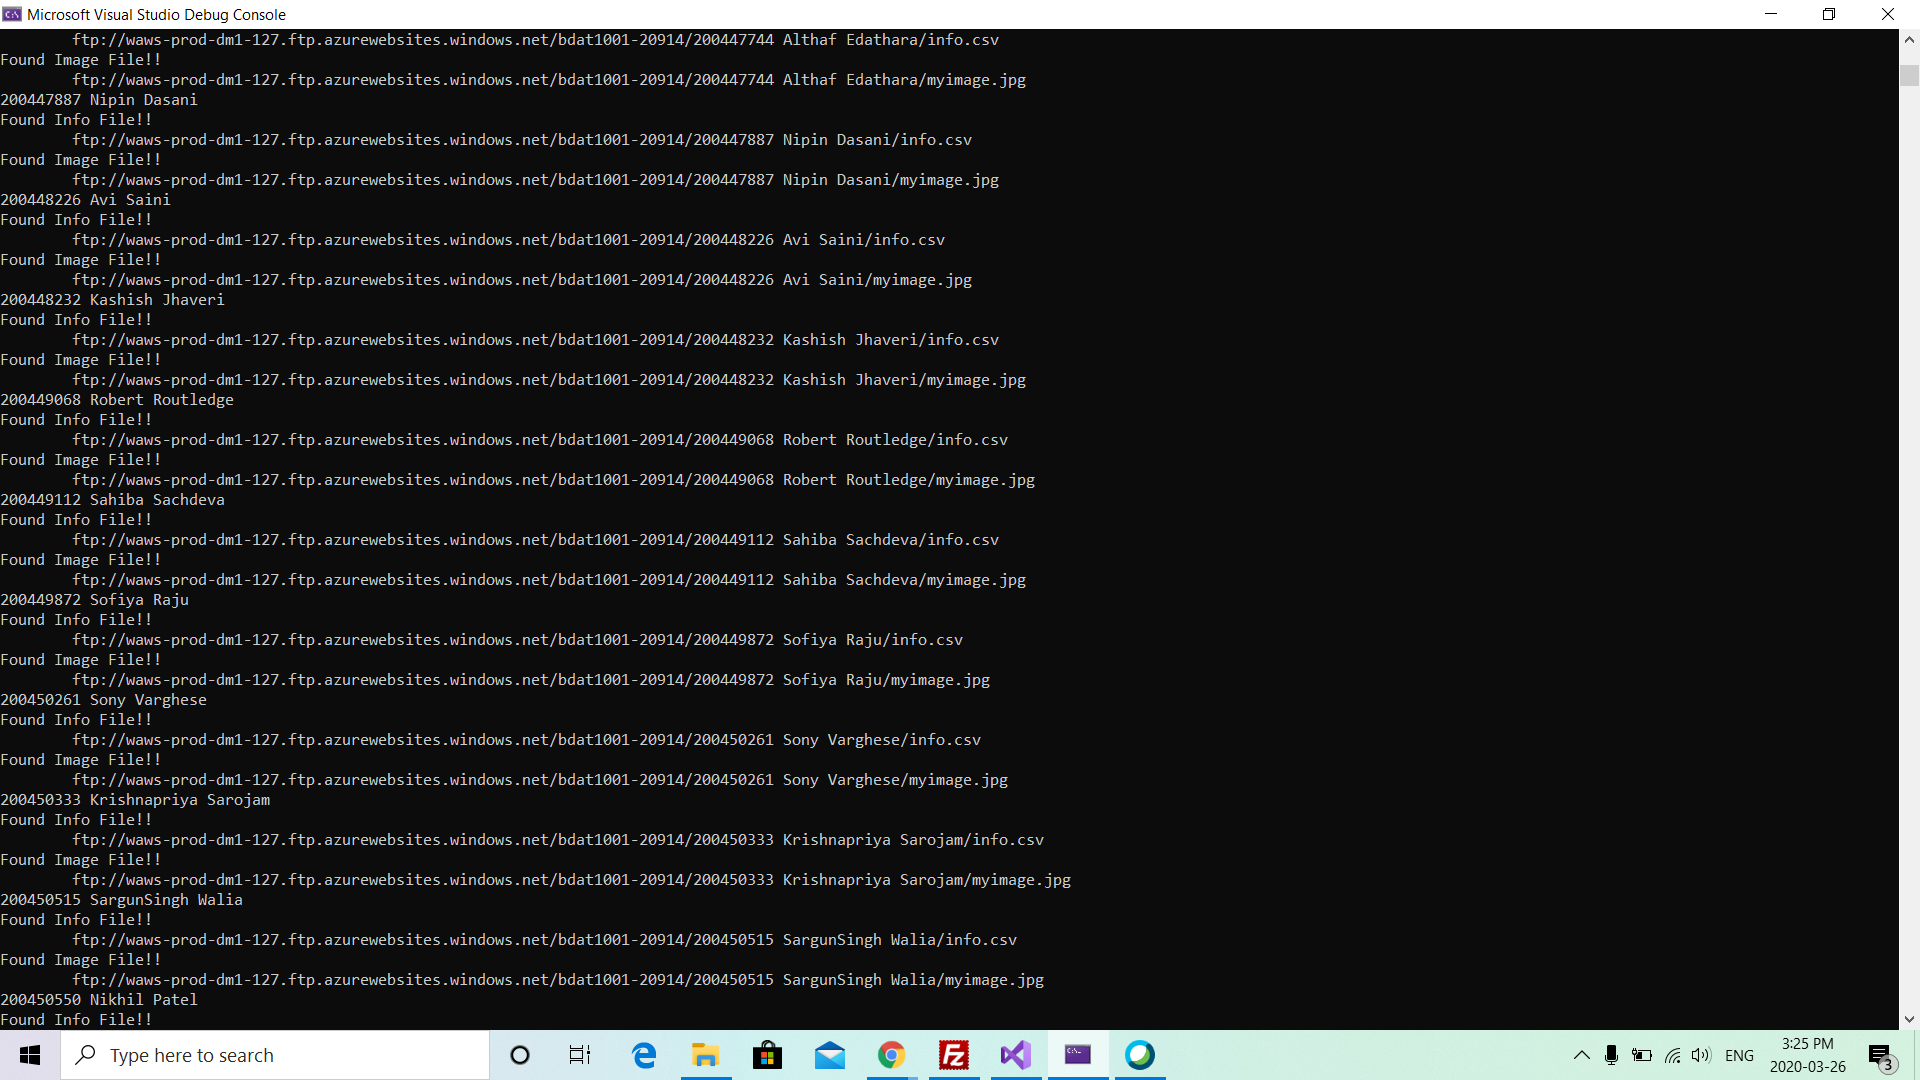 Microsoft Visual Studio Debug Console
ftp://waws-prod-dm1-127.ftp.azurewebsites.windows.net/bdat1001-20914/200447744 Althaf Edathara/info.csv
Found Image File!!
ftp://waws-prod-dm1-127.ftp.azurewebsites.windows.net/bdat1001-20914/200447744 Althaf Edathara/myimage.jpg
200447887 Nipin Dasani
Found Info File!!
ftp://waws-prod-dm1-127.ftp.azurewebsites.windows.net/bdat1001-20914/200447887 Nipin Dasani/info.csv
Found Image File!!
ftp://waws-prod-dm1-127.ftp.azurewebsites.windows.net/bdat1001-20914/200447887 Nipin Dasani/myimage.jpg
200448226 Avi Saini
Found Info File!!
ftp://waws-prod-dm1-127.ftp.azurewebsites.windows.net/bdat1001-20914/200448226 Avi Saini/info.csv
Found Image File!!
ftp://waws-prod-dm1-127.ftp.azurewebsites.windows.net/bdat1001-20914/200448226 Avi Saini/myimage.jpg
200448232 Kashish Jhaveri
Found Info File!!
ftp://waws-prod-dm1-127.ftp.azurewebsites.windows.net/bdat1001-20914/200448232 Kashish Jhaveri/info.csv
Found Image File!!
ftp://waws-prod-dm1-127.ftp.azurewebsites.windows.net/bdat1001-20914/200448232 Kashish Jhaveri/myimage.jpg
200449068 Robert Routledge
Found Info File!!
ftp://waws-prod-dm1-127.ftp.azurewebsites.windows.net/bdat1001-20914/200449068 Robert Routledge/info.csv
Found Image File!!
ftp://waws-prod-dm1-127.ftp.azurewebsites.windows.net/bdat1001-20914/200449068 Robert Routledge/myimage.jpg
200449112 Sahiba Sachdeva
Found Info File!!
ftp://waws-prod-dm1-127.ftp.azurewebsites.windows.net/bdat1001-20914/200449112 Sahiba Sachdeva/info.csv
Found Image File!!
ftp://waws-prod-dm1-127.ftp.azurewebsites.windows.net/bdat1001-20914/200449112 Sahiba Sachdeva/myimage.jpg
200449872 Sofiya Raju
Found Info File!!
ftp://waws-prod-dm1-127.ftp.azurewebsites.windows.net/bdat1001-20914/200449872 Sofiya Raju/info.csv
Found Image File!!
ftp://waws-prod-dm1-127.ftp.azurewebsites.windows.net/bdat1001-20914/200449872 Sofiya Raju/myimage.jpg
200450261 Sony Varghese
Found Info File!!
ftp://waws-prod-dm1-127.ftp.azurewebsites.windows.net/bdat1001-20914/200450261 Sony Varghese/info.csv
Found Image File!!
ftp://waws-prod-dm1-127.ftp.azurewebsites.windows.net/bdat1001-20914/200450261 Sony Varghese/myimage.jpg
200450333 Krishnapriya Sarojam
Found Info File!!
ftp://waws-prod-dm1-127.ftp.azurewebsites.windows.net/bdat1001-20914/200450333 Krishnapriya Sarojam/info.csv
Found Image File!!
ftp://waws-prod-dm1-127.ftp.azurewebsites.windows.net/bdat1001-20914/200450333 Krishnapriya Sarojam/myimage.jpg
200450515 SargunSingh Walia
Found Info File!!
ftp://waws-prod-dm1-127.ftp.azurewebsites.windows.net/bdat1001-20914/200450515 SargunSingh Walia/info.csv
Found Image File!!
ftp://waws-prod-dm1-127.ftp.azurewebsites.windows.net/bdat1001-20914/200450515 SargunSingh Walia/myimage.jpg
200450550 Nikhil Patel
Found Info File!!
Type here to search
ENG
3:25 PM
2020-03-26
3